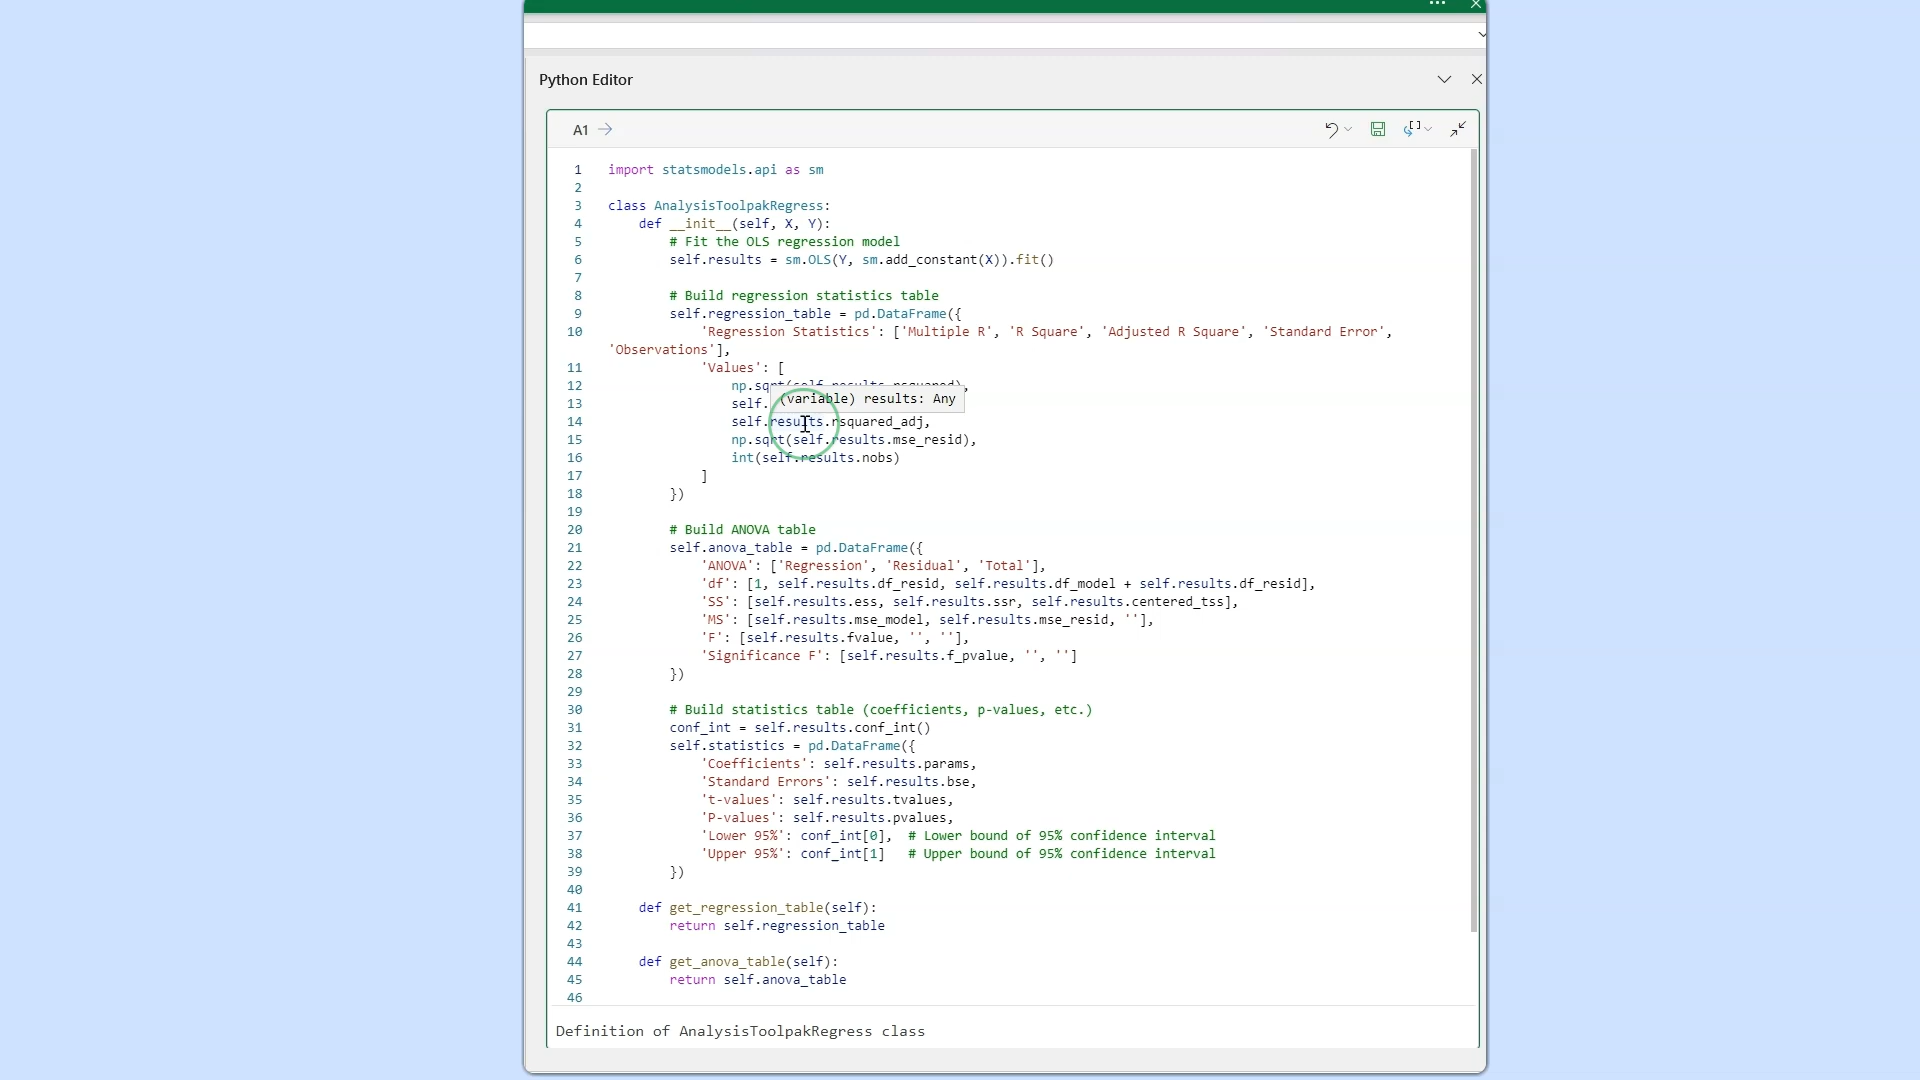 Python Editor
A1
1 import statsmodels.api as sm
2
3 class AnalysisToolpakRegress:
4     def __init__(self, X, Y):
5         # Fit the OLS regression model
6         self.results = sm.OLS(Y, sm.add_constant(X)).fit()
7
8         # Build regression statistics table
9         self.regression_table = pd.DataFrame({
10             'Regression Statistics': ['Multiple R', 'R Square', 'Adjusted R Square', 'Standard Error',
'Observations'],
11             'Values': [
12                 np.sqrt(self.results.rsquared),
(variable) results: Any
13                 self.
14                 self.results.rsquared_adj,
15                 np.sqrt(self.results.mse_resid),
16                 int(self.results.nobs)
17             ]
18         })
19
20         # Build ANOVA table
21         self.anova_table = pd.DataFrame({
22             'ANOVA': ['Regression', 'Residual', 'Total'],
23             'df': [1, self.results.df_resid, self.results.df_model + self.results.df_resid],
24             'SS': [self.results.ess, self.results.ssr, self.results.centered_tss],
25             'MS': [self.results.mse_model, self.results.mse_resid, ''],
26             'F': [self.results.fvalue, '', ''],
27             'Significance F': [self.results.f_pvalue, '', '']
28         })
29
30         # Build statistics table (coefficients, p-values, etc.)
31         conf_int = self.results.conf_int()
32         self.statistics = pd.DataFrame({
33             'Coefficients': self.results.params,
34             'Standard Errors': self.results.bse,
35             't-values': self.results.tvalues,
36             'P-values': self.results.pvalues,
37             'Lower 95%': conf_int[0],  # Lower bound of 95% confidence interval
38             'Upper 95%': conf_int[1]   # Upper bound of 95% confidence interval
39         })
40
41     def get_regression_table(self):
42         return self.regression_table
43
44     def get_anova_table(self):
45         return self.anova_table
46
Definition of AnalysisToolpakRegress class